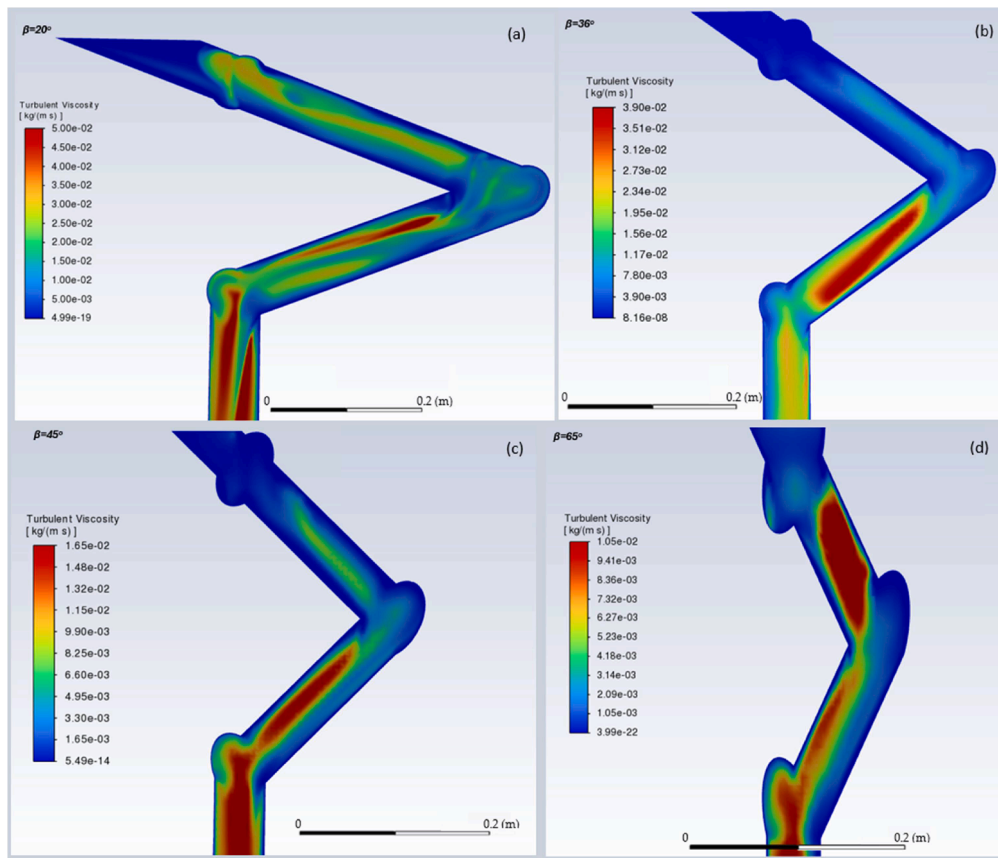 β=20°
(a)
Turbulent Viscosity
[ kg/(m s) ]
5.00e-02
4.50e-02
4.00e-02
3.50e-02
3.00e-02
2.50e-02
2.00e-02
1.50e-02
1.00e-02
5.00e-03
4.99e-19
0
0.2 (m)
β=36°
(b)
Turbulent Viscosity
[ kg/(m s) ]
3.90e-02
3.51e-02
3.12e-02
2.73e-02
2.34e-02
1.95e-02
1.56e-02
1.17e-02
7.80e-03
3.90e-03
8.16e-08
0
0.2 (m)
β=45°
(c)
Turbulent Viscosity
[ kg/(m s) ]
1.65e-02
1.48e-02
1.32e-02
1.15e-02
9.90e-03
8.25e-03
6.60e-03
4.95e-03
3.30e-03
1.65e-03
5.49e-14
0
0.2 (m)
β=65°
(d)
Turbulent Viscosity
[ kg/(m s) ]
1.05e-02
9.41e-03
8.36e-03
7.32e-03
6.27e-03
5.23e-03
4.18e-03
3.14e-03
2.09e-03
1.05e-03
3.99e-22
0
0.2 (m)